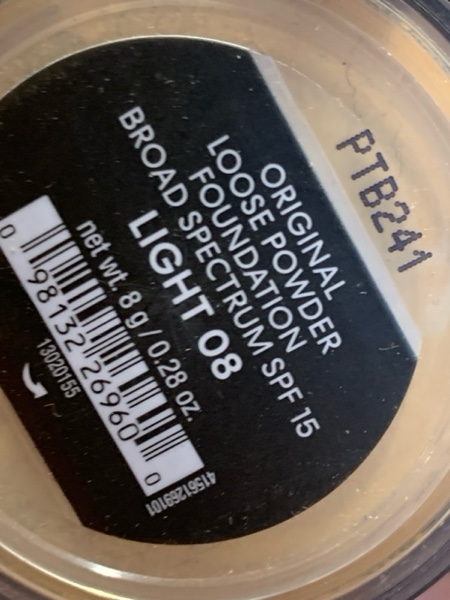 PTB241
ORIGINAL
LOOSE POWDER
FOUNDATION
BROAD SPECTRUM SPF 15
LIGHT 08
net wt. 8 g / 0.28 oz.
0 98132 26960 0
13020155
41561269101